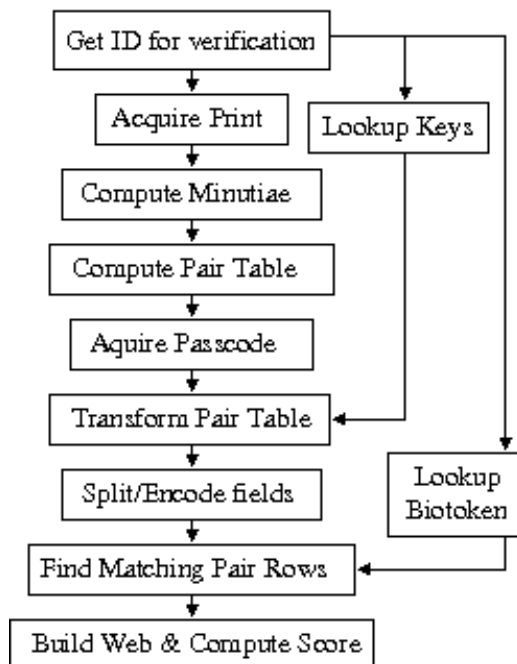 Get ID for verification
Acquire Print
Lookup Keys
Compute Minutiae
Compute Pair Table
Aquire Passcode
Transform Pair Table
Split/Encode fields
Lookup
Biotoken
Find Matching Pair Rows
Build Web & Compute Score